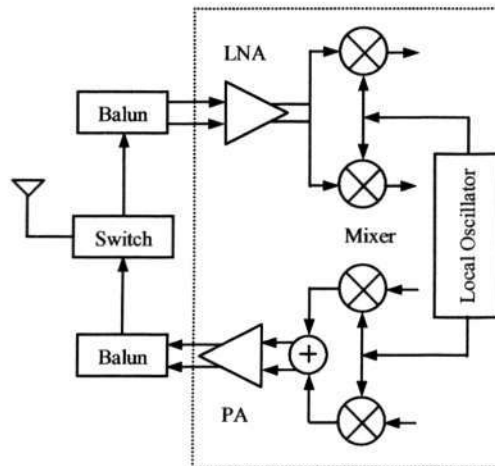 LNA
Balun
Switch
Mixer
Local Oscillator
Balun
PA